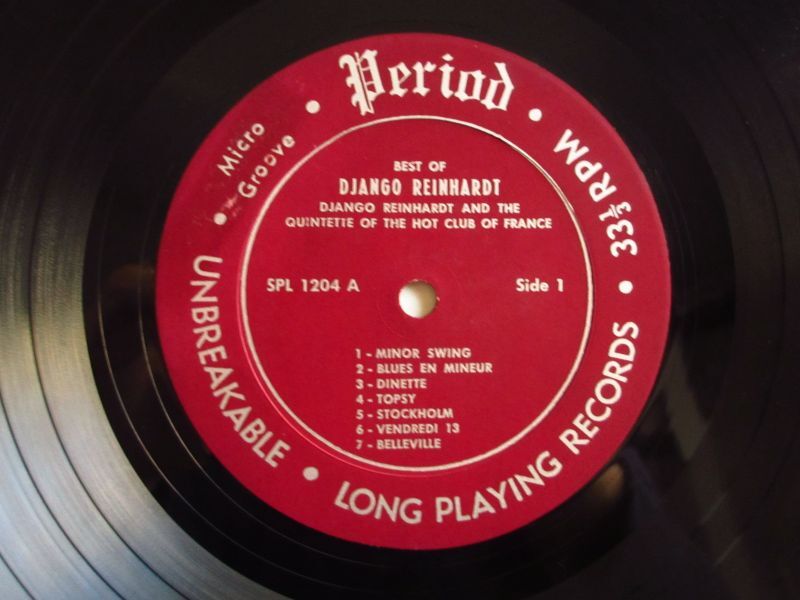 Period
Micro
Groove
33⅓ RPM
UNBREAKABLE
LONG PLAYING RECORDS
BEST OF
DJANGO REINHARDT
DJANGO REINHARDT AND THE
QUINTETTE OF THE HOT CLUB OF FRANCE
SPL 1204 A
Side 1
1 - MINOR SWING
2 - BLUES EN MINEUR
3 - DINETTE
4 - TOPSY
5 - STOCKHOLM
6 - VENDREDI 13
7 - BELLEVILLE